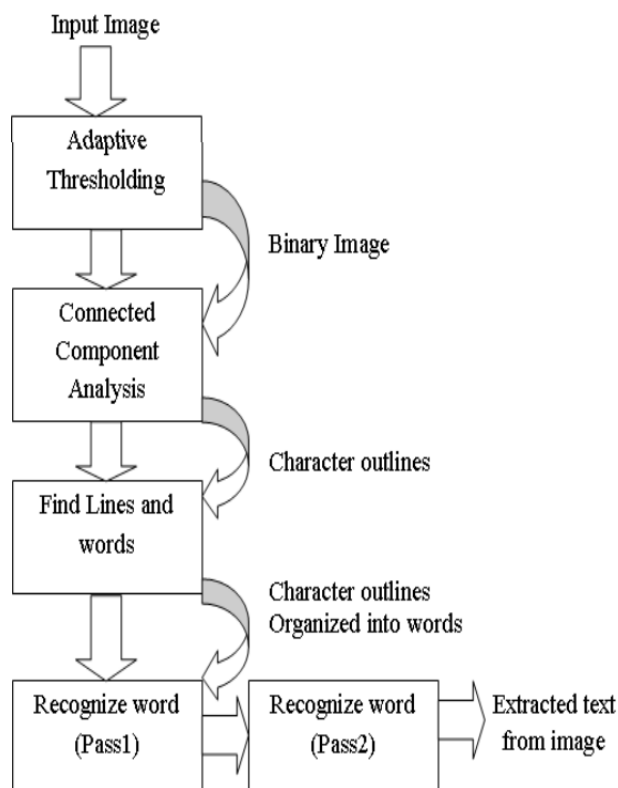 Input Image
Adaptive
Thresholding
Binary Image
Connected
Component
Analysis
Character outlines
Find Lines and
words
Character outlines
Organized into words
Recognize word
(Pass1)
Recognize word
(Pass2)
Extracted text
from image